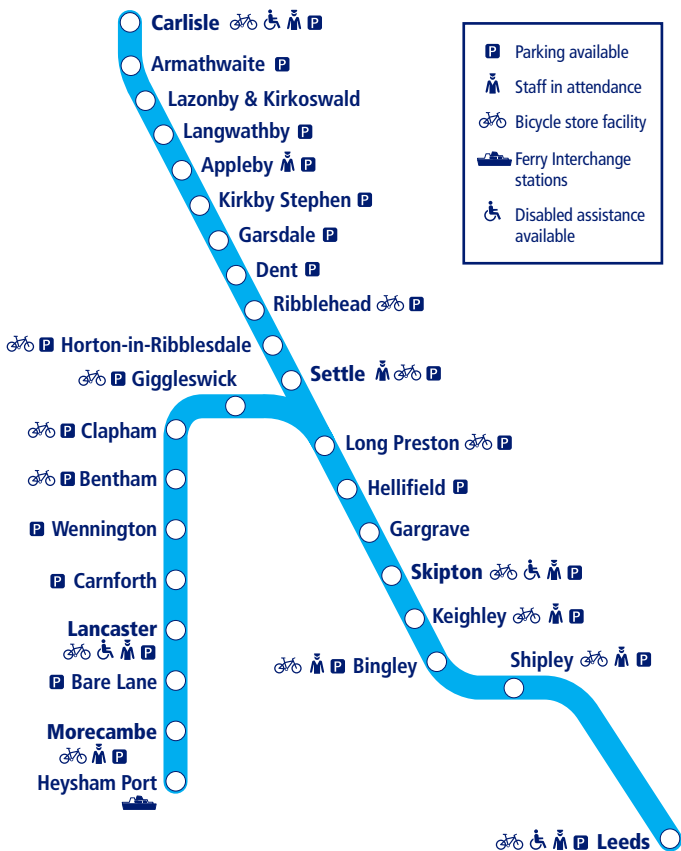 Carlisle
P
Armathwaite P
Lazonby & Kirkoswald
Langwathby P
Appleby P
Kirkby Stephen P
Garsdale P
Dent P
Ribblehead P
P Horton-in-Ribblesdale
P Giggleswick
Settle P
P Clapham
Long Preston P
P Bentham
Hellifield P
P Wennington
Gargrave
P Carnforth
Skipton P
Lancaster
P
Keighley P
P Bare Lane
P Bingley
Shipley P
Morecambe
P
Heysham Port
P Leeds
P Parking available
Staff in attendance
Bicycle store facility
Ferry Interchange
stations
Disabled assistance
available